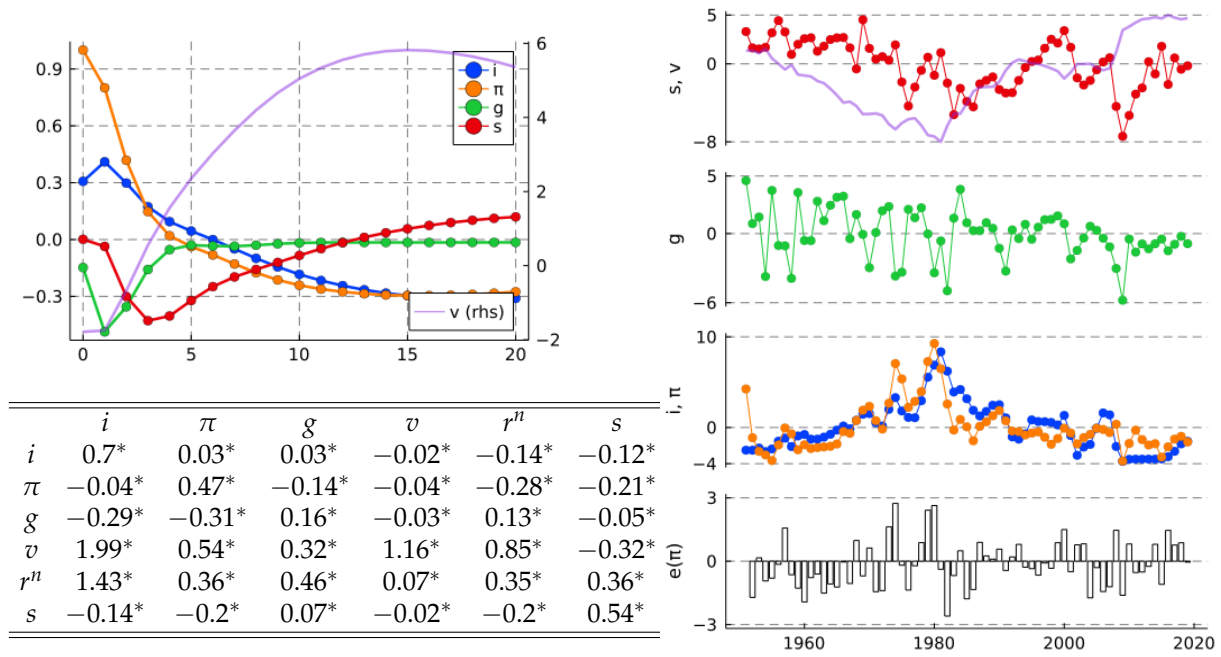 0.9
0.6
0.3
0.0
−0.3
6
4
2
0
−2
i
π
g
s
v (rhs)
0 5 10 15 20
i π g v rⁿ s
i 0.7* 0.03* 0.03* −0.02* −0.14* −0.12*
π −0.04* 0.47* −0.14* −0.04* −0.28* −0.21*
g −0.29* −0.31* 0.16* −0.03* 0.13* −0.05*
v 1.99* 0.54* 0.32* 1.16* 0.85* −0.32*
rⁿ 1.43* 0.36* 0.46* 0.07* 0.35* 0.36*
s −0.14* −0.2* 0.07* −0.02* −0.2* 0.54*
s, v
5
0
−8
g
5
0
−6
i, π
10
0
−4
e(π)
3
0
−3
1960 1980 2000 2020